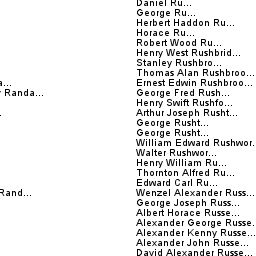 Daniel Ru...
George Ru...
Herbert Haddon Ru...
Horace Ru...
Robert Wood Ru...
Henry West Rushbrid...
Stanley Rushbro...
Thomas Alan Rushbroo...
a... Ernest Edwin Rushbroo...
r Randa... George Fred Rush...
Henry Swift Rushfo...
. Arthur Joseph Rusht...
George Rusht...
George Rusht...
William Edward Rushwor.
Walter Rushwor...
Henry William Ru...
Thornton Alfred Ru...
Edward Carl Ru...
Rand... Wenzel Alexander Russ...
George Joseph Russ...
Albert Horace Russe...
Alexander George Russe.
Alexander Kenny Russe...
Alexander John Russe...
David Alexander Russe...